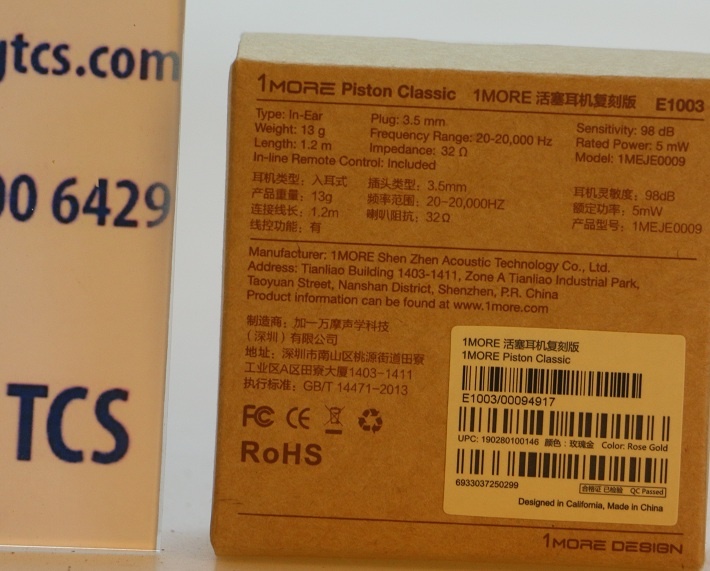 gtcs.com
00 6429
TCS
1MORE Piston Classic 1MORE 活塞耳机复刻版 E1003
Type: In-Ear Plug: 3.5 mm Sensitivity: 98 dB
Weight: 13 g Frequency Range: 20-20,000 Hz Rated Power: 5 mW
Length: 1.2 m Impedance: 32 Ω Model: 1MEJE0009
In-line Remote Control: Included
耳机类型：入耳式 插头类型：3.5mm 耳机灵敏度：98dB
产品重量：13g 频率范围：20-20,000HZ 额定功率：5mW
连接线长：1.2m 喇叭阻抗：32Ω 产品型号：1MEJE0009
线控功能：有
Manufacturer: 1MORE Shen Zhen Acoustic Technology Co., Ltd.
Address: Tianliao Building 1403-1411, Zone A Tianliao Industrial Park,
Taoyuan Street, Nanshan District, Shenzhen, P.R. China
Product information can be found at www.1more.com
制造商：加一万摩声学科技
（深圳）有限公司
地址：深圳市南山区桃源街道田寮
工业区A区田寮大厦1403-1411
执行标准：GB/T 14471-2013
FC CE
RoHS
1MORE 活塞耳机复刻版
1MORE Piston Classic
E1003/00094917
UPC: 190280100146 颜色：玫瑰金 Color: Rose Gold
6933037250299 合格证 已检验 QC Passed
Designed in California, Made in China
1MORE DESIGN